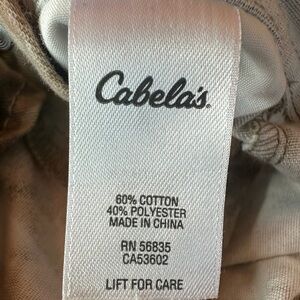 Cabela's.
60% COTTON
40% POLYESTER
MADE IN CHINA
RN 56835
CA53602
LIFT FOR CARE